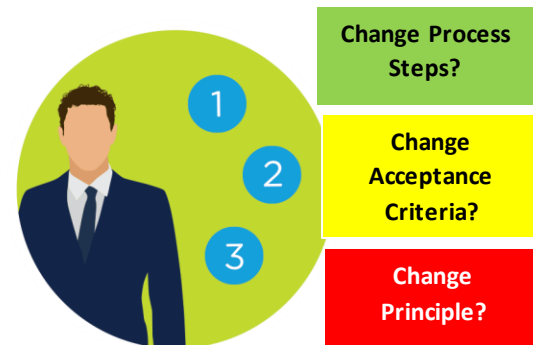 1
Change Process
Steps?
2
Change
Acceptance
Criteria?
3
Change
Principle?